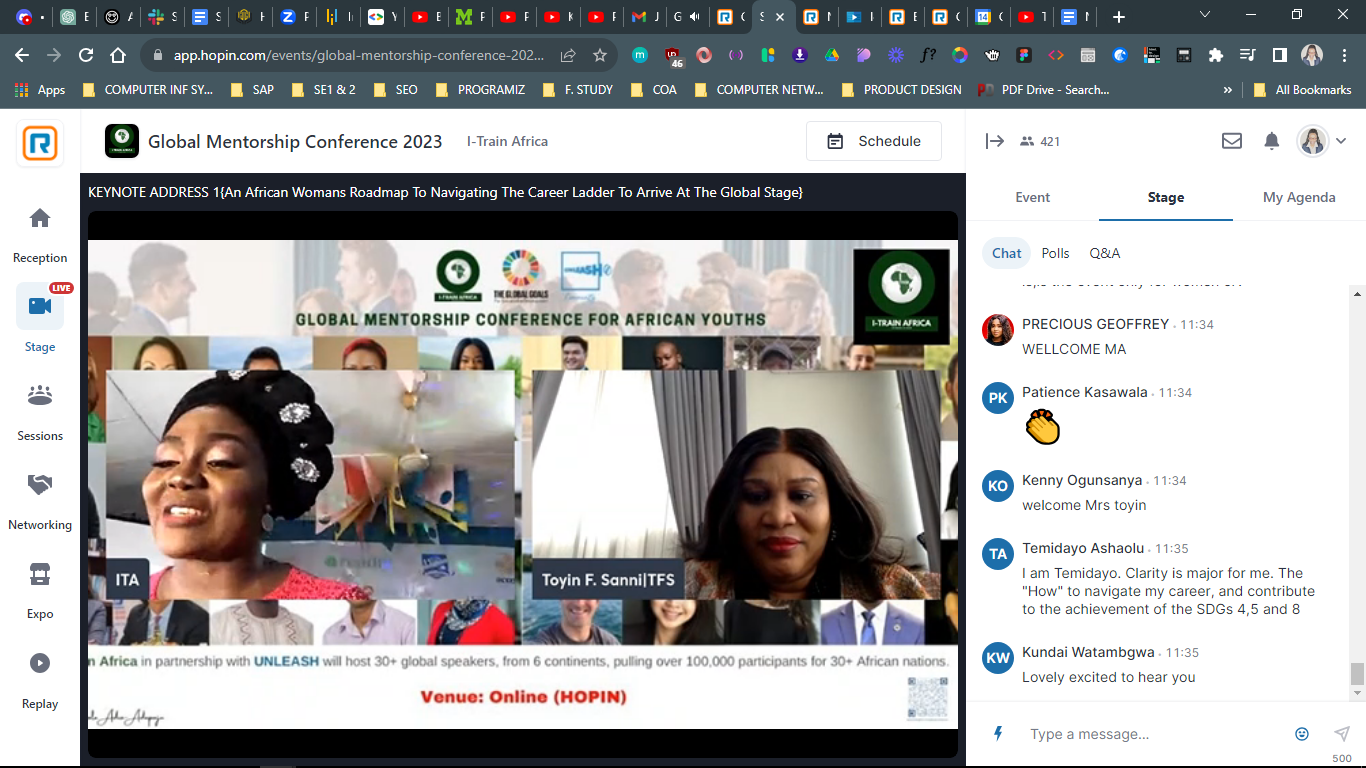 app.hopin.com/events/global-mentorship-conference-202...
46
Apps
COMPUTER INF SY...
SAP
SE1 & 2
SEO
PROGRAMIZ
F. STUDY
COA
COMPUTER NETW...
PRODUCT DESIGN
PDF Drive - Search...
»
All Bookmarks
Global Mentorship Conference 2023
I-Train Africa
Schedule
421
Reception
LIVE
Stage
Sessions
Networking
Expo
Replay
KEYNOTE ADDRESS 1{An African Womans Roadmap To Navigating The Career Ladder To Arrive At The Global Stage}
I-TRAIN AFRICA
THE GLOBAL GOALS
GLOBAL MENTORSHIP CONFERENCE FOR AFRICAN YOUTHS
I-TRAIN AFRICA
ITA
Toyin F. Sanni|TFS
n Africa in partnership with UNLEASH will host 30+ global speakers, from 6 continents, pulling over 100,000 participants for 30+ African nations.
Venue: Online (HOPIN)
Event
Stage
My Agenda
Chat
Polls
Q&A
PRECIOUS GEOFFREY · 11:34
WELLCOME MA
PK
Patience Kasawala · 11:34
KO
Kenny Ogunsanya · 11:34
welcome Mrs toyin
TA
Temidayo Ashaolu · 11:35
I am Temidayo. Clarity is major for me. The
"How" to navigate my career, and contribute
to the achievement of the SDGs 4,5 and 8
KW
Kundai Watambgwa · 11:35
Lovely excited to hear you
Type a message...
500